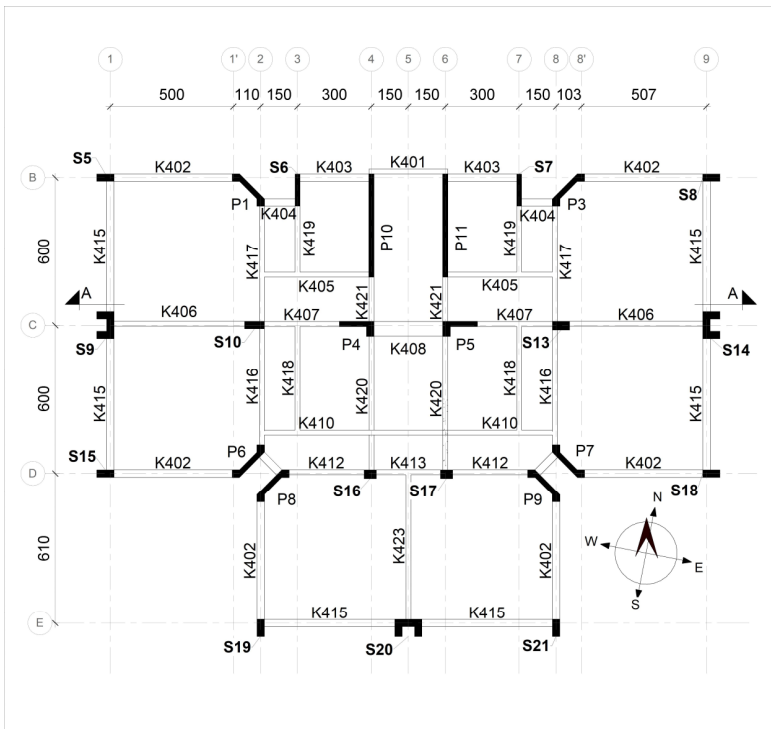 1 1' 2 3 4 5 6 7 8 8' 9
500 110 150 300 150 150 300 150 103 507
S5 S6 S7
K402 K403 K401 K403 K402
B
P1 K404 K404 P3 S8
K415 K417 K419 P10 P11 K419 K417 K415
600
K405 K405
A A
K421 K421
K406 K407 K407 K406
C
S9 S10 P4 K408 P5 S13 S14
K415 K416 K418 K420 K420 K418 K416 K415
600
K410 K410
P6 P7
K402 K412 K413 K412 K402
D
S15 P8 S16 S17 P9 S18
N
W
E
S
K402 K423 K402
610
K415 K415
E
S19 S20 S21